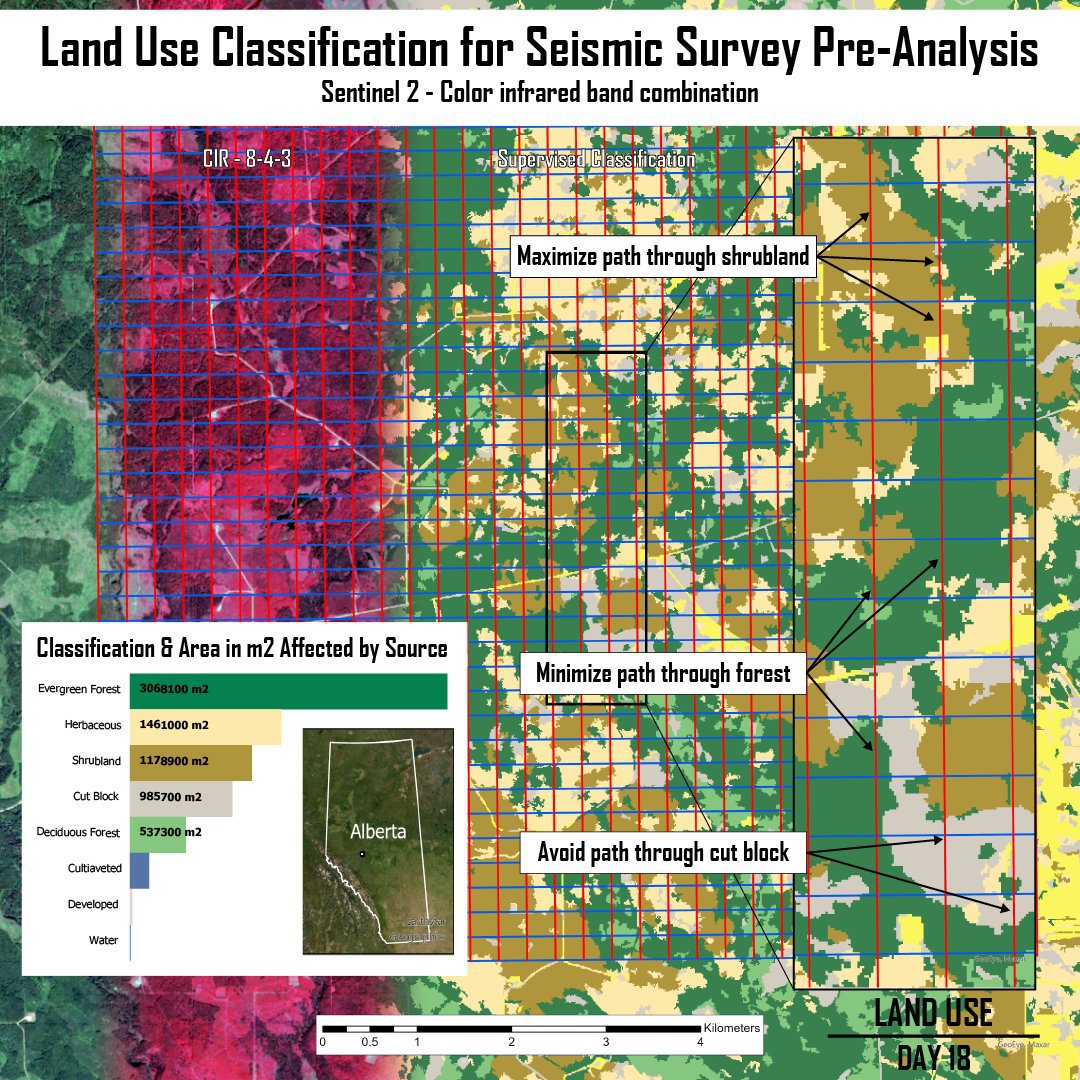 Land Use Classification for Seismic Survey Pre-Analysis
Sentinel 2 - Color infrared band combination
CIR - 8-4-3
Supervised Classification
Maximize path through shrubland
Minimize path through forest
Avoid path through cut block
Classification & Area in m2 Affected by Source
Evergreen Forest 3068100 m2
Herbaceous 1461000 m2
Shrubland 1178900 m2
Cut Block 985700 m2
Deciduous Forest 537300 m2
Cultiaveted
Developed
Water
Alberta
Earthstar
Geographics
GeoEye, Maxar
0 0.5 1 2 3 4 Kilometers
LAND USE
DAY 18
GeoEye, Maxar